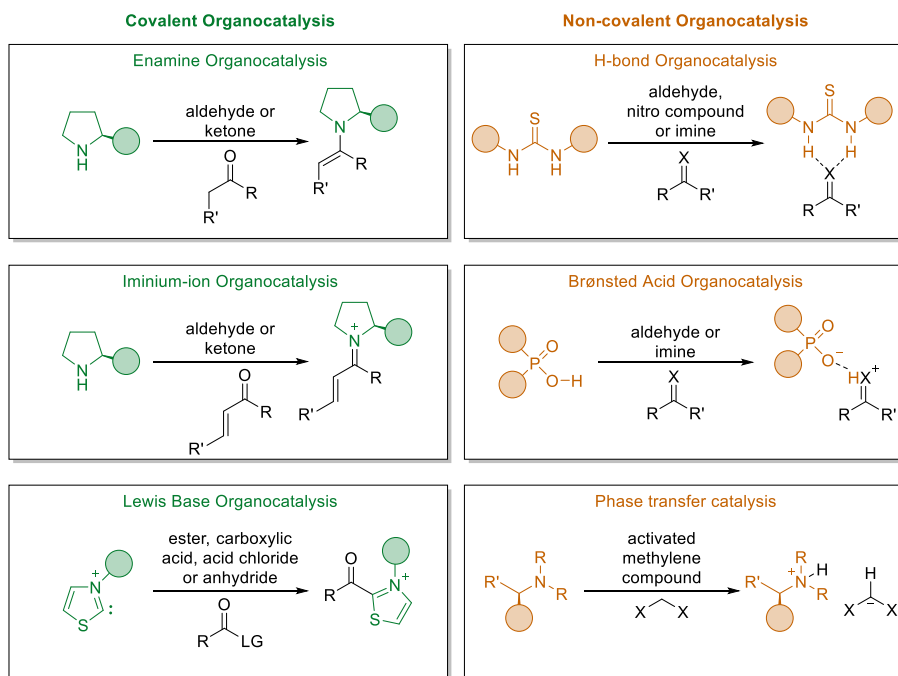 Covalent Organocatalysis
Non-covalent Organocatalysis
Enamine Organocatalysis
N
H
aldehyde or
ketone
O
R
R'
N
R
R'
H-bond Organocatalysis
S
N
H
N
H
aldehyde,
nitro compound
or imine
X
R
R'
S
N
N
H
H
X
R
R'
Iminium-ion Organocatalysis
N
H
aldehyde or
ketone
O
R
R'
+
N
R
R'
Brønsted Acid Organocatalysis
O
P
O–H
aldehyde or
imine
X
R
R'
O
P
O
−
HX
+
R
R'
Lewis Base Organocatalysis
+
N
:
S
ester, carboxylic
acid, acid chloride
or anhydride
O
R
LG
O
R
N
+
S
Phase transfer catalysis
R
R'
N
R
activated
methylene
compound
X
X
R
+
H
R'
N
R
H
X
−
X